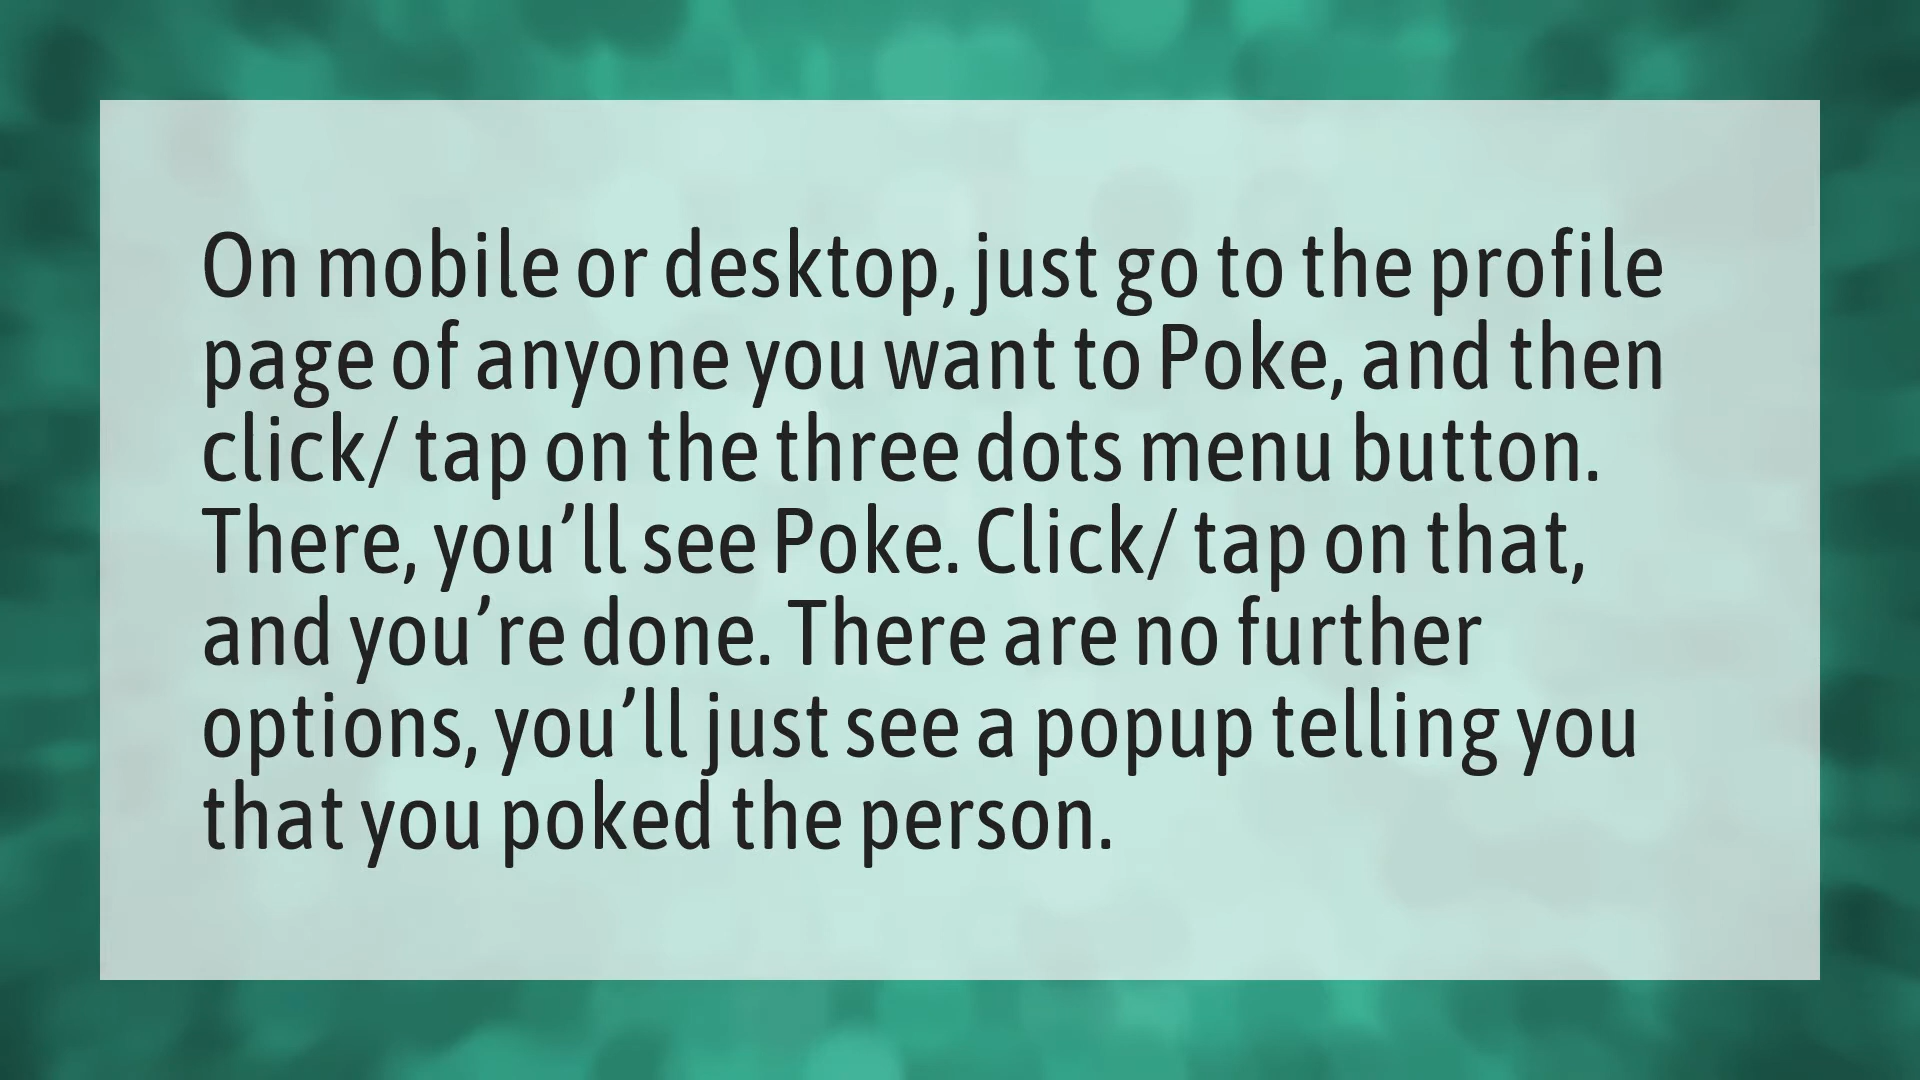 On mobile or desktop, just go to the profile
page of anyone you want to Poke, and then
click/ tap on the three dots menu button.
There, you’ll see Poke. Click/ tap on that,
and you’re done. There are no further
options, you’ll just see a popup telling you
that you poked the person.